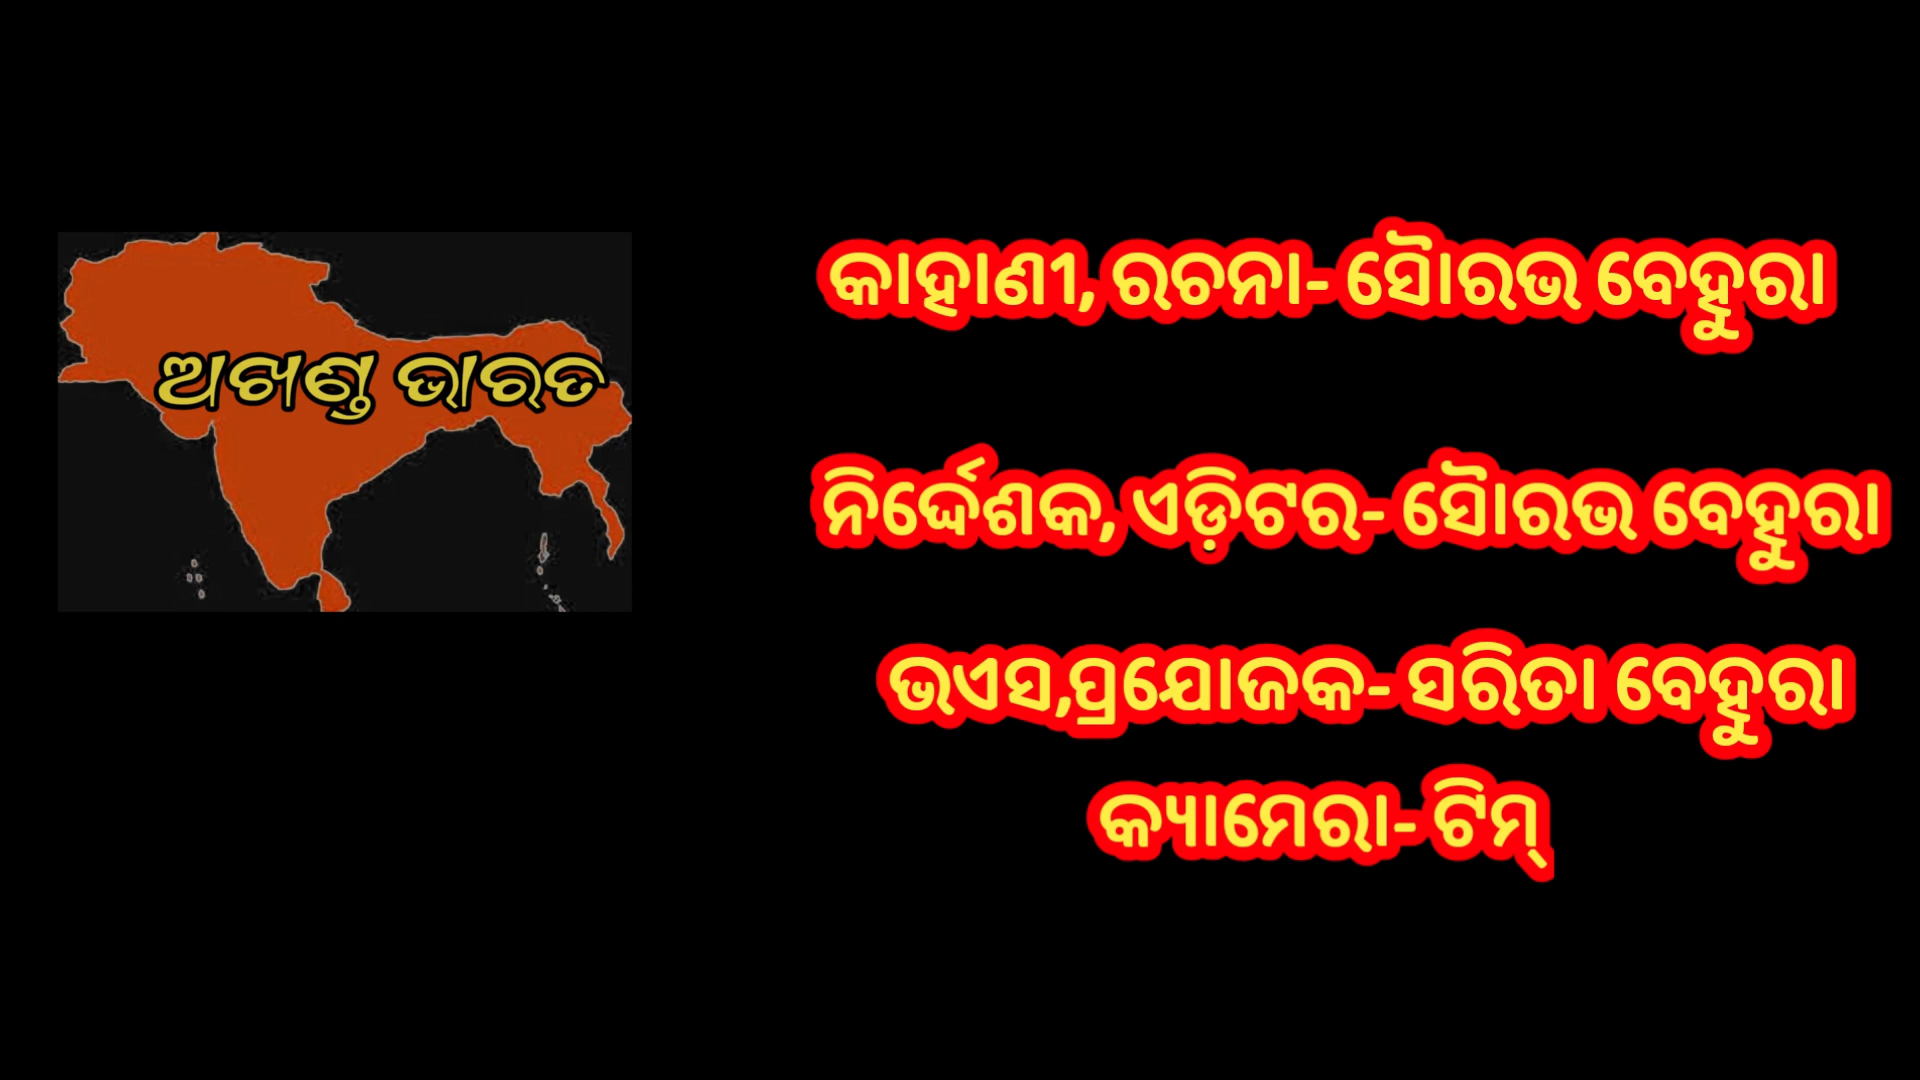 ଅଖଣ୍ଡ ଭାରତ
କାହାଣୀ, ରଚନା- ସୌରଭ ବେହୁରା
ନିର୍ଦ୍ଦେଶକ, ଏଡ଼ିଟର- ସୌରଭ ବେହୁରା
ଭଏସ,ପ୍ରଯୋଜକ- ସରିତା ବେହୁରା
କ୍ୟାମେରା- ଟିମ୍